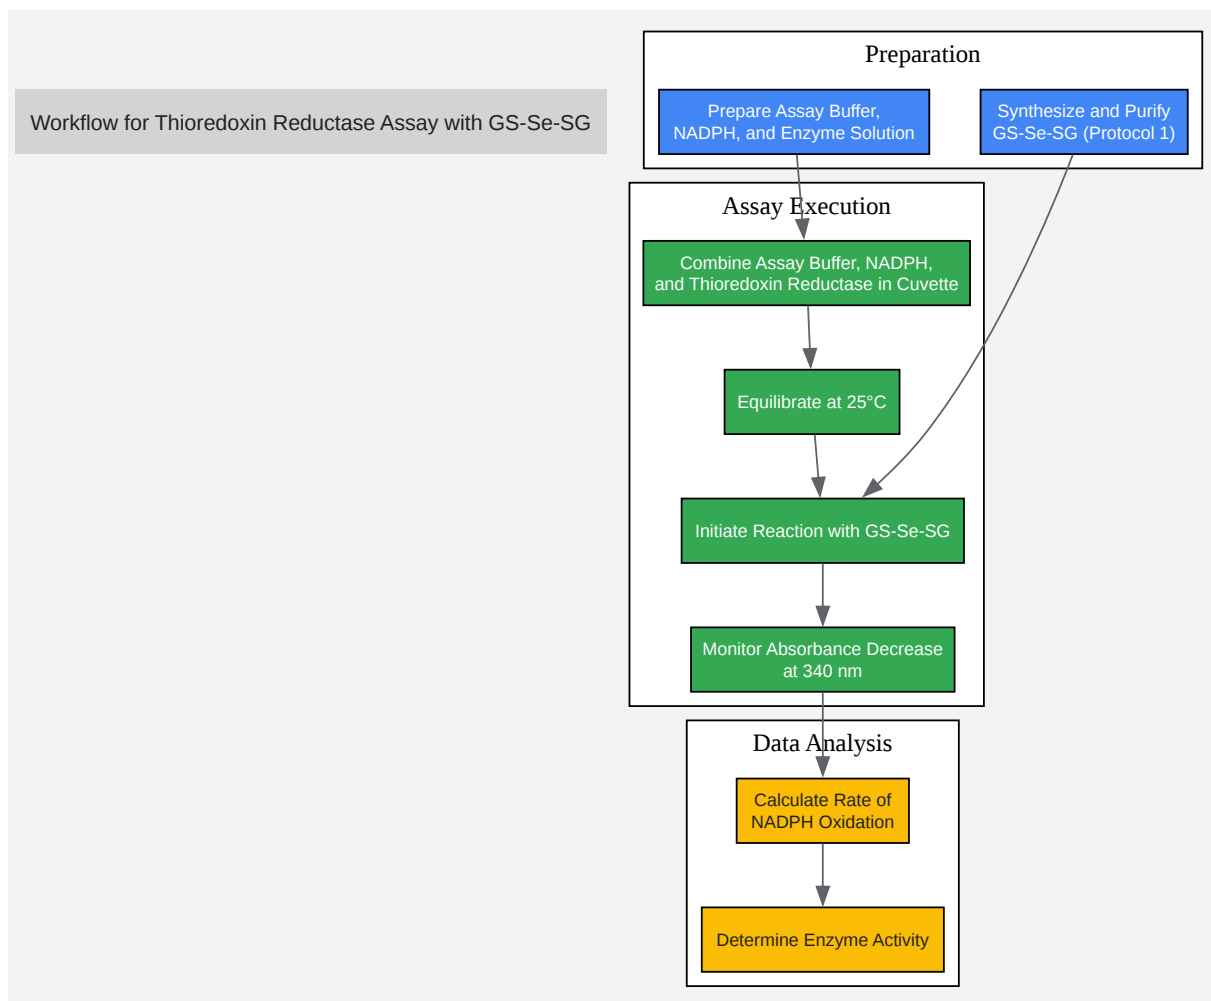 Workflow for Thioredoxin Reductase Assay with GS-Se-SG
Preparation
Prepare Assay Buffer,
NADPH, and Enzyme Solution
Synthesize and Purify
GS-Se-SG (Protocol 1)
Assay Execution
Combine Assay Buffer, NADPH,
and Thioredoxin Reductase in Cuvette
Equilibrate at 25°C
Initiate Reaction with GS-Se-SG
Monitor Absorbance Decrease
at 340 nm
Data Analysis
Calculate Rate of
NADPH Oxidation
Determine Enzyme Activity